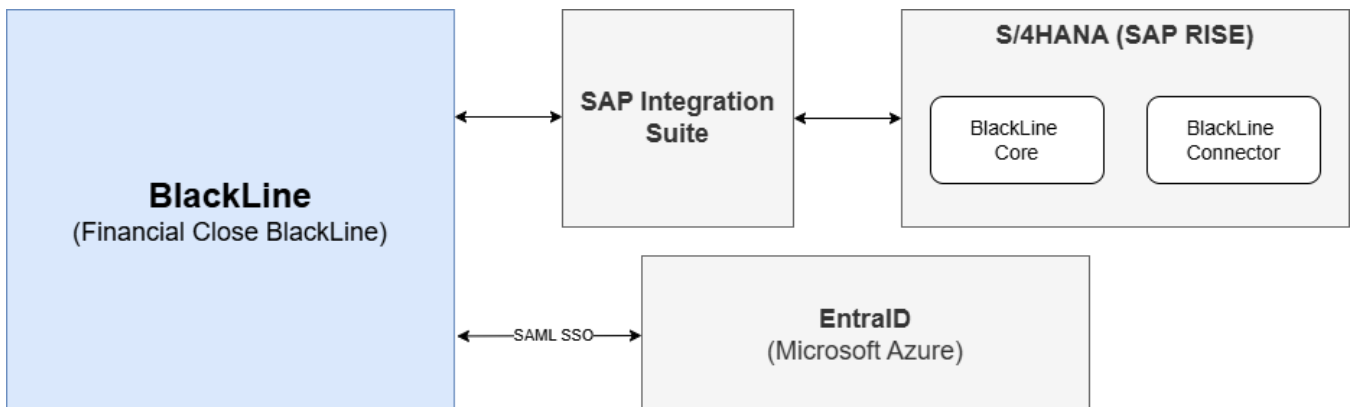 BlackLine
(Financial Close BlackLine)
SAP Integration
Suite
S/4HANA (SAP RISE)
BlackLine
Core
BlackLine
Connector
SAML SSO
EntraID
(Microsoft Azure)